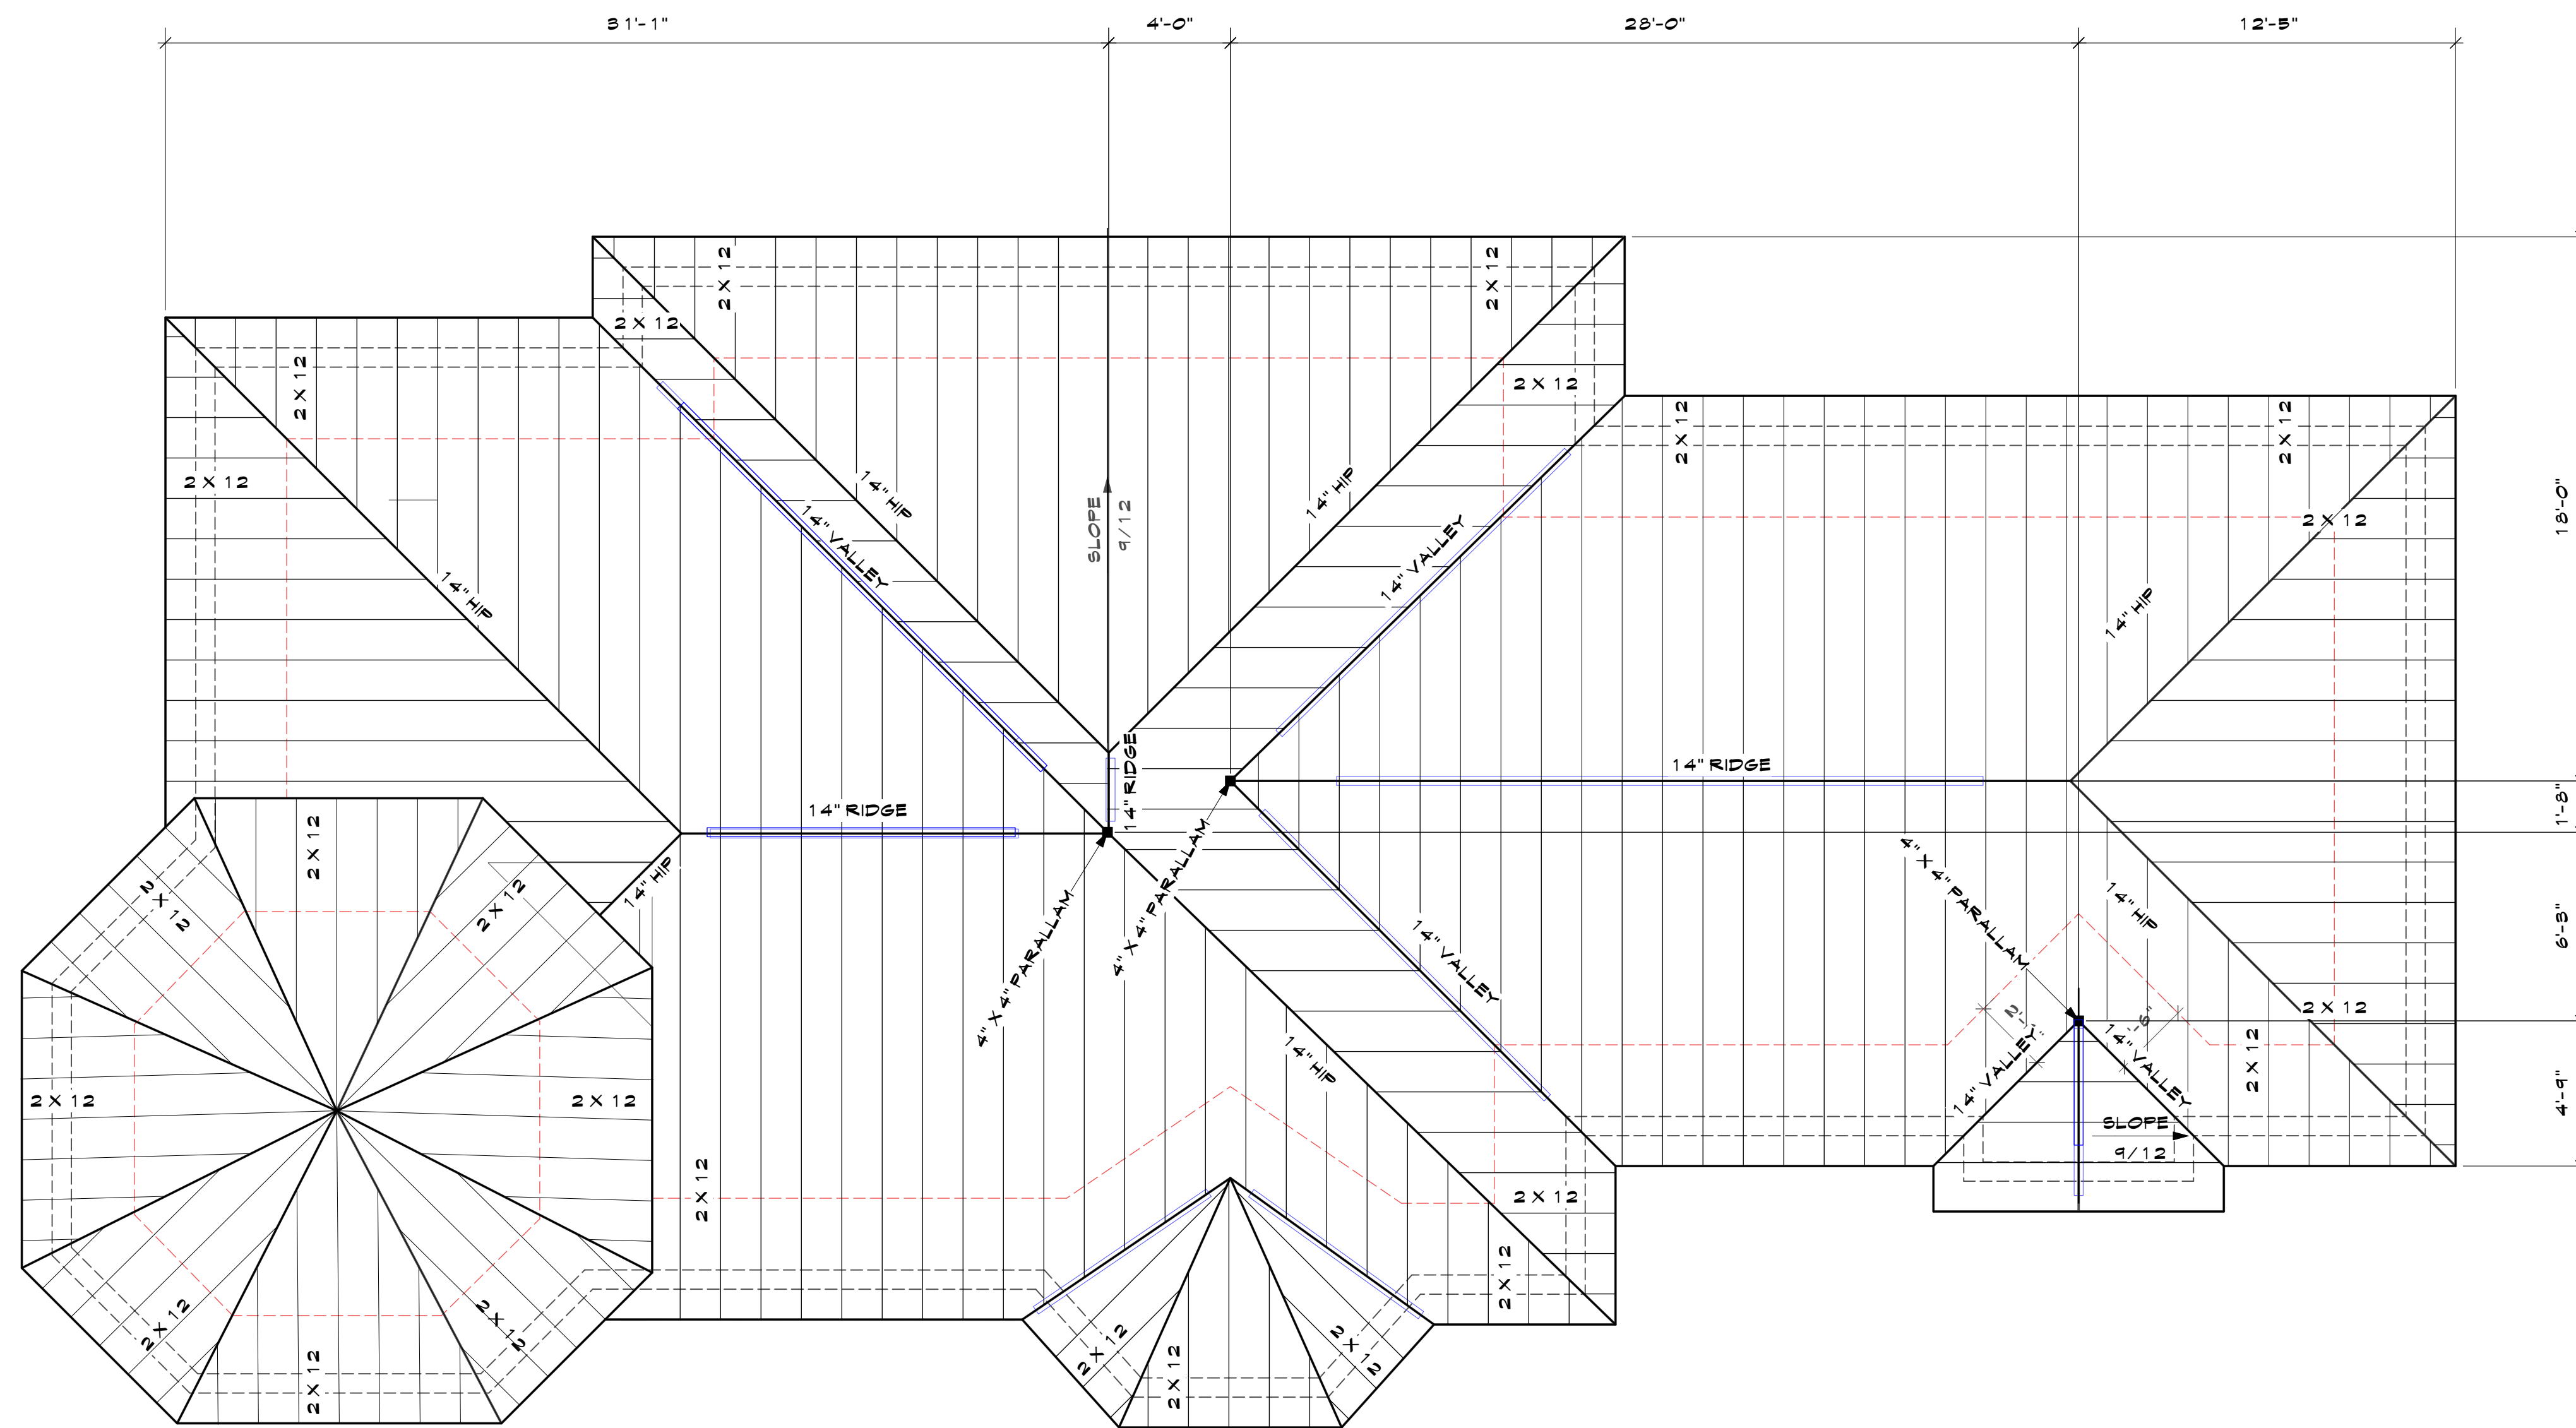 31'-1"
4'-0"
28'-0"
12'-5"
2 X 12
2 X 12
2 X 12
2 X 12
2 X 12
2 X 12
2 X 12
2 X 12
2 X 12
14" HIP
14" HIP
18'-0"
14" VALLEY
SLOPE
9/12
14" VALLEY
14" HIP
14" HIP
14" RIDGE
14" RIDGE
14" RIDGE
1'-8"
2 X 12
2 X 12
2 X 12
14" HIP
4" X 4" PARALLAM
4" X 4" PARALLAM
4" X 4" PARALLAM
14" HIP
6'-3"
14" VALLEY
2 X 12
14" HIP
14" VALLEY
14" VALLEY
2 X 12
4'-9"
2 X 12
2 X 12
SLOPE
9/12
2 X 12
2 X 12
2 X 12
2 X 12
2 X 12
2 X 12
2 X 12
2 X 12
2 X 12